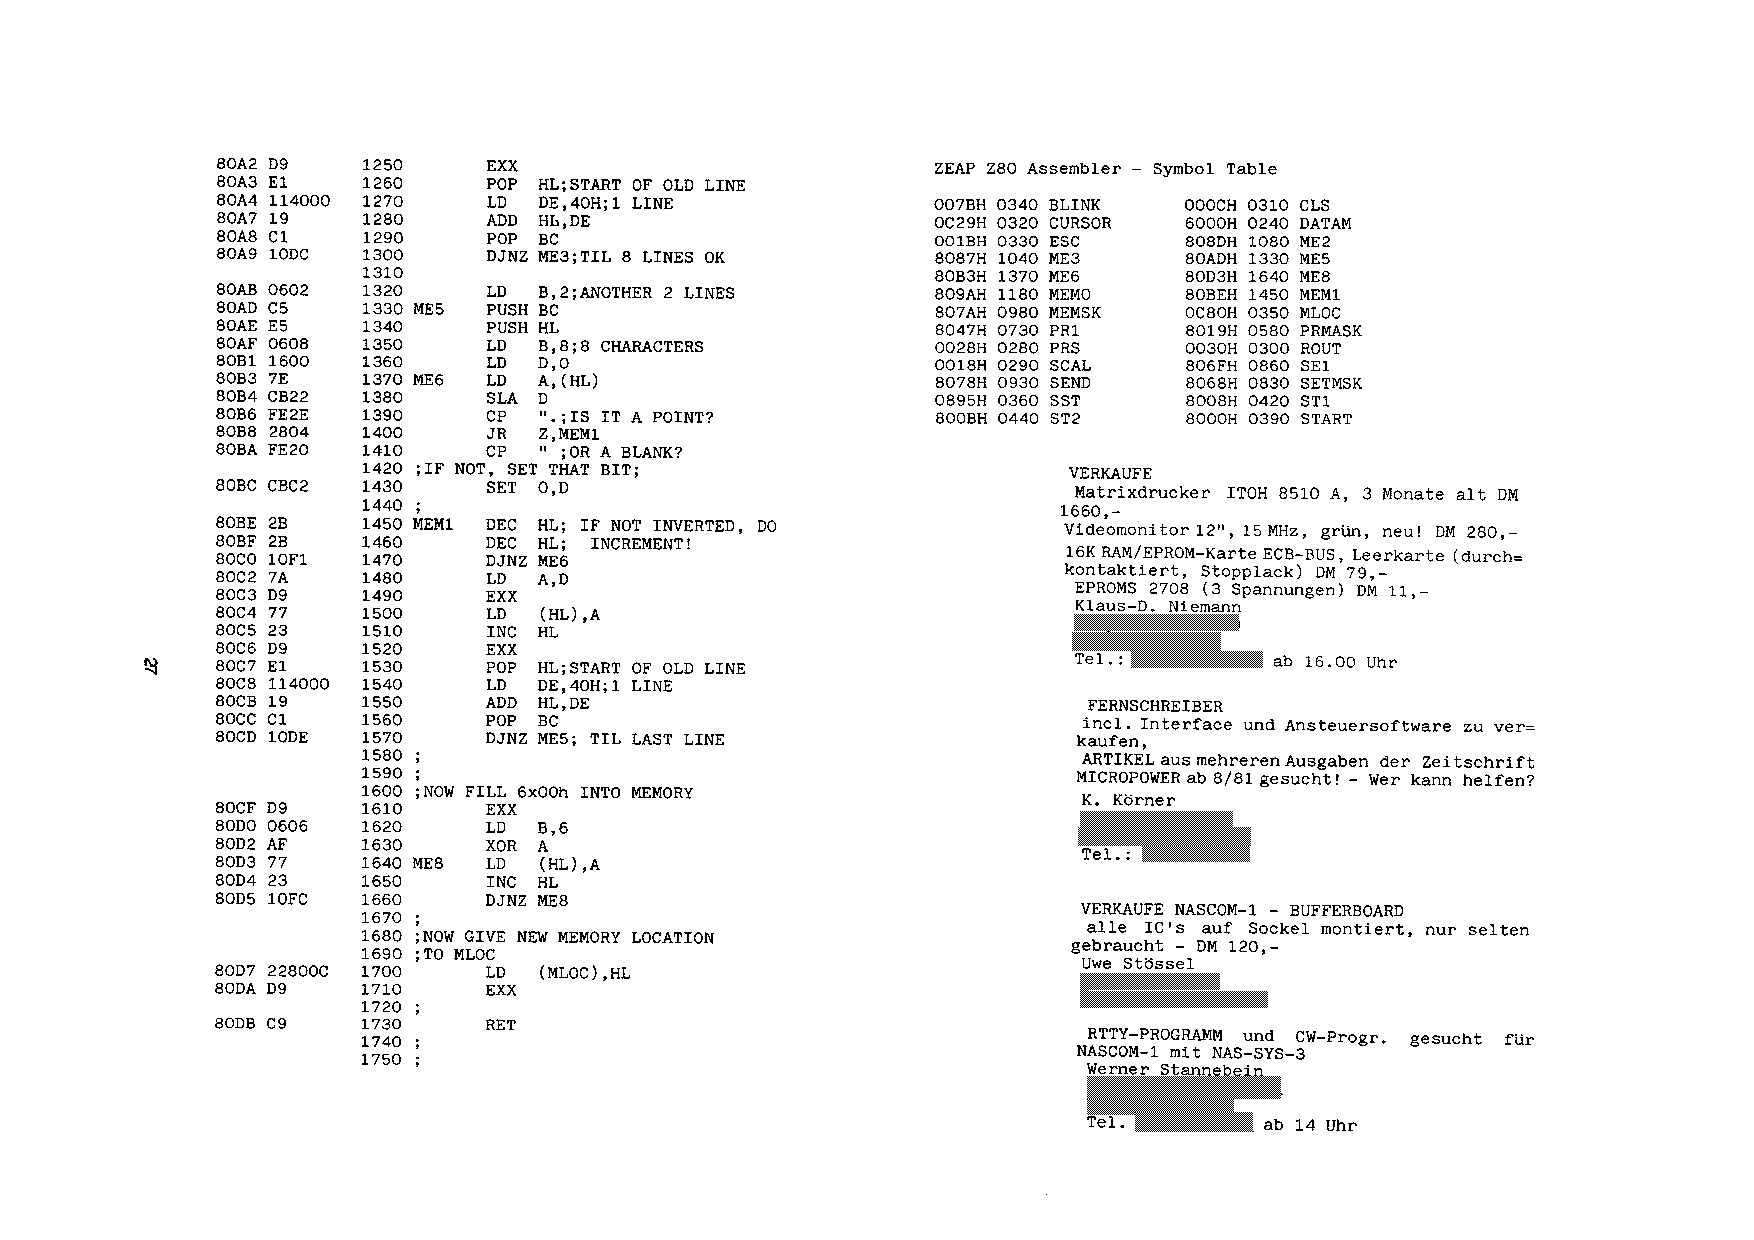 80A2 D9 1250 EXX
80A3 E1 1260 POP HL;START OF OLD LINE
80A4 114000 1270 LD DE,40H;1 LINE
80A7 19 1280 ADD HL,DE
80A8 C1 1290 POP BC
80A9 10DC 1300 DJNZ ME3;TIL 8 LINES OK
1310
80AB 0602 1320 LD B,2;ANOTHER 2 LINES
80AD C5 1330 ME5 PUSH BC
80AE E5 1340 PUSH HL
80AF 0608 1350 LD B,8;8 CHARACTERS
80B1 1600 1360 LD D,0
80B3 7E 1370 ME6 LD A,(HL)
80B4 CB22 1380 SLA D
80B6 FE2E 1390 CP ".;IS IT A POINT?
80B8 2804 1400 JR Z,MEM1
80BA FE20 1410 CP " ;OR A BLANK?
1420 ;IF NOT, SET THAT BIT;
80BC CBC2 1430 SET 0,D
1440 ;
80BE 2B 1450 MEM1 DEC HL; IF NOT INVERTED, DO
80BF 2B 1460 DEC HL; INCREMENT!
80C0 10F1 1470 DJNZ ME6
80C2 7A 1480 LD A,D
80C3 D9 1490 EXX
80C4 77 1500 LD (HL),A
80C5 23 1510 INC HL
80C6 D9 1520 EXX
80C7 E1 1530 POP HL;START OF OLD LINE
80C8 114000 1540 LD DE,40H;1 LINE
80CB 19 1550 ADD HL,DE
80CC C1 1560 POP BC
80CD 10DE 1570 DJNZ ME5; TIL LAST LINE
1580 ;
1590 ;
1600 ;NOW FILL 6x00h INTO MEMORY
80CF D9 1610 EXX
80D0 0606 1620 LD B,6
80D2 AF 1630 XOR A
80D3 77 1640 ME8 LD (HL),A
80D4 23 1650 INC HL
80D5 10FC 1660 DJNZ ME8
1670 ;
1680 ;NOW GIVE NEW MEMORY LOCATION
1690 ;TO MLOC
80D7 22800C 1700 LD (MLOC),HL
80DA D9 1710 EXX
1720 ;
80DB C9 1730 RET
1740 ;
1750 ;
27
ZEAP Z80 Assembler - Symbol Table
007BH 0340 BLINK 000CH 0310 CLS
0C29H 0320 CURSOR 6000H 0240 DATAM
001BH 0330 ESC 808DH 1080 ME2
8087H 1040 ME3 80ADH 1330 ME5
80B3H 1370 ME6 80D3H 1640 ME8
809AH 1180 MEMO 80BEH 1450 MEM1
807AH 0980 MEMSK 0C80H 0350 MLOC
8047H 0730 PR1 8019H 0580 PRMASK
0028H 0280 PRS 0030H 0300 ROUT
0018H 0290 SCAL 806FH 0860 SE1
8078H 0930 SEND 8068H 0830 SETMSK
0895H 0360 SST 8008H 0420 ST1
800BH 0440 ST2 8000H 0390 START
VERKAUFE
Matrixdrucker ITOH 8510 A, 3 Monate alt DM
1660,-
Videomonitor 12", 15 MHz, grün, neu! DM 280,-
16K RAM/EPROM-Karte ECB-BUS, Leerkarte (durch=
kontaktiert, Stopplack) DM 79,-
EPROMS 2708 (3 Spannungen) DM 11,-
Klaus-D. Niemann
Tel.: ab 16.00 Uhr
FERNSCHREIBER
incl. Interface und Ansteuersoftware zu ver=
kaufen,
ARTIKEL aus mehreren Ausgaben der Zeitschrift
MICROPOWER ab 8/81 gesucht! - Wer kann helfen?
K. Körner
Tel.:
VERKAUFE NASCOM-1 - BUFFERBOARD
alle IC's auf Sockel montiert, nur selten
gebraucht - DM 120,-
Uwe Stössel
RTTY-PROGRAMM und CW-Progr. gesucht für
NASCOM-1 mit NAS-SYS-3
Werner Stannebein
Tel. ab 14 Uhr